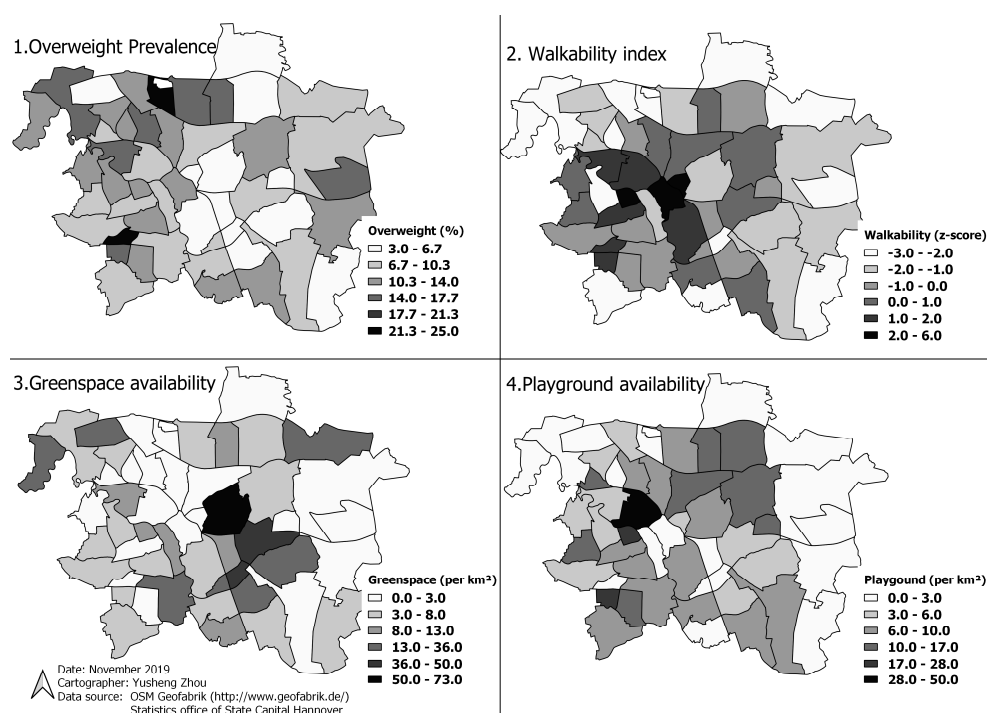 1.Overweight Prevalence
Overweight (%)
3.0 - 6.7
6.7 - 10.3
10.3 - 14.0
14.0 - 17.7
17.7 - 21.3
21.3 - 25.0
2. Walkability index
Walkability (z-score)
-3.0 - -2.0
-2.0 - -1.0
-1.0 - 0.0
0.0 - 1.0
1.0 - 2.0
2.0 - 6.0
3.Greenspace availability
Greenspace (per km²)
0.0 - 3.0
3.0 - 8.0
8.0 - 13.0
13.0 - 36.0
36.0 - 50.0
50.0 - 73.0
Date: November 2019
Cartographer: Yusheng Zhou
Data source: OSM Geofabrik (http://www.geofabrik.de/)
Statistics office of State Capital Hannover
4.Playground availability
Playgound (per km²)
0.0 - 3.0
3.0 - 6.0
6.0 - 10.0
10.0 - 17.0
17.0 - 28.0
28.0 - 50.0